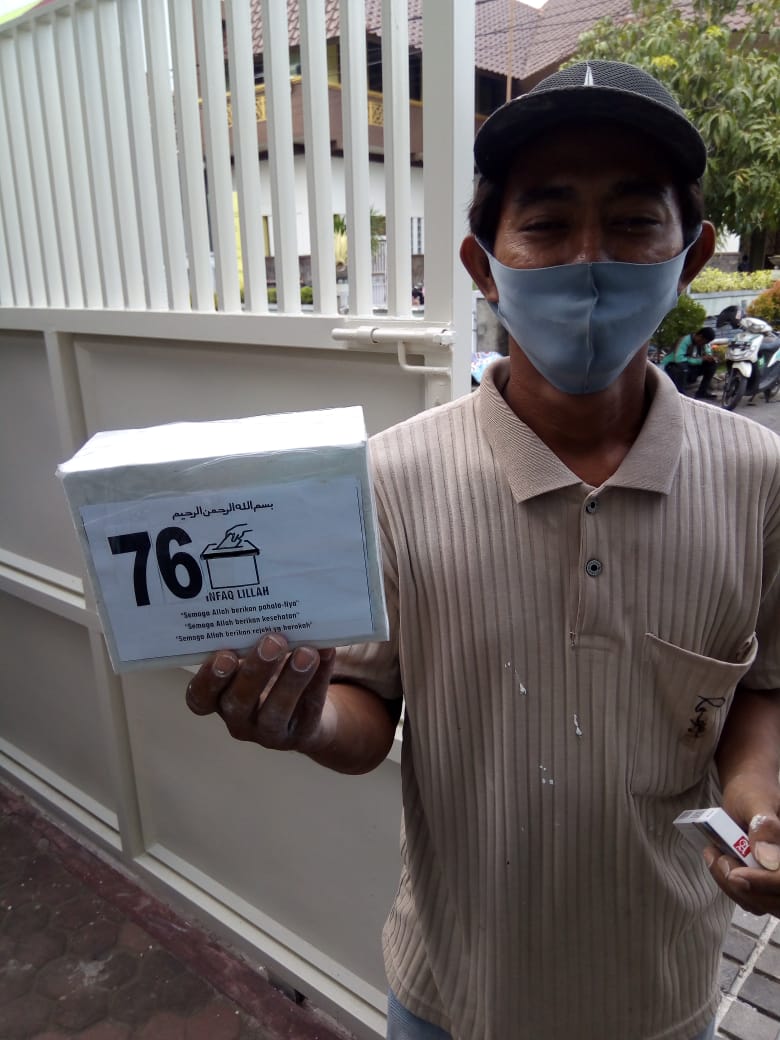 بسم الله الرحمن الرحيم
76
INFAQ LILLAH
"Semoga Allah berikan pahala-Nya"
"Semoga Allah berikan kesehatan"
"Semoga Allah berikan rejeki yg barokah"